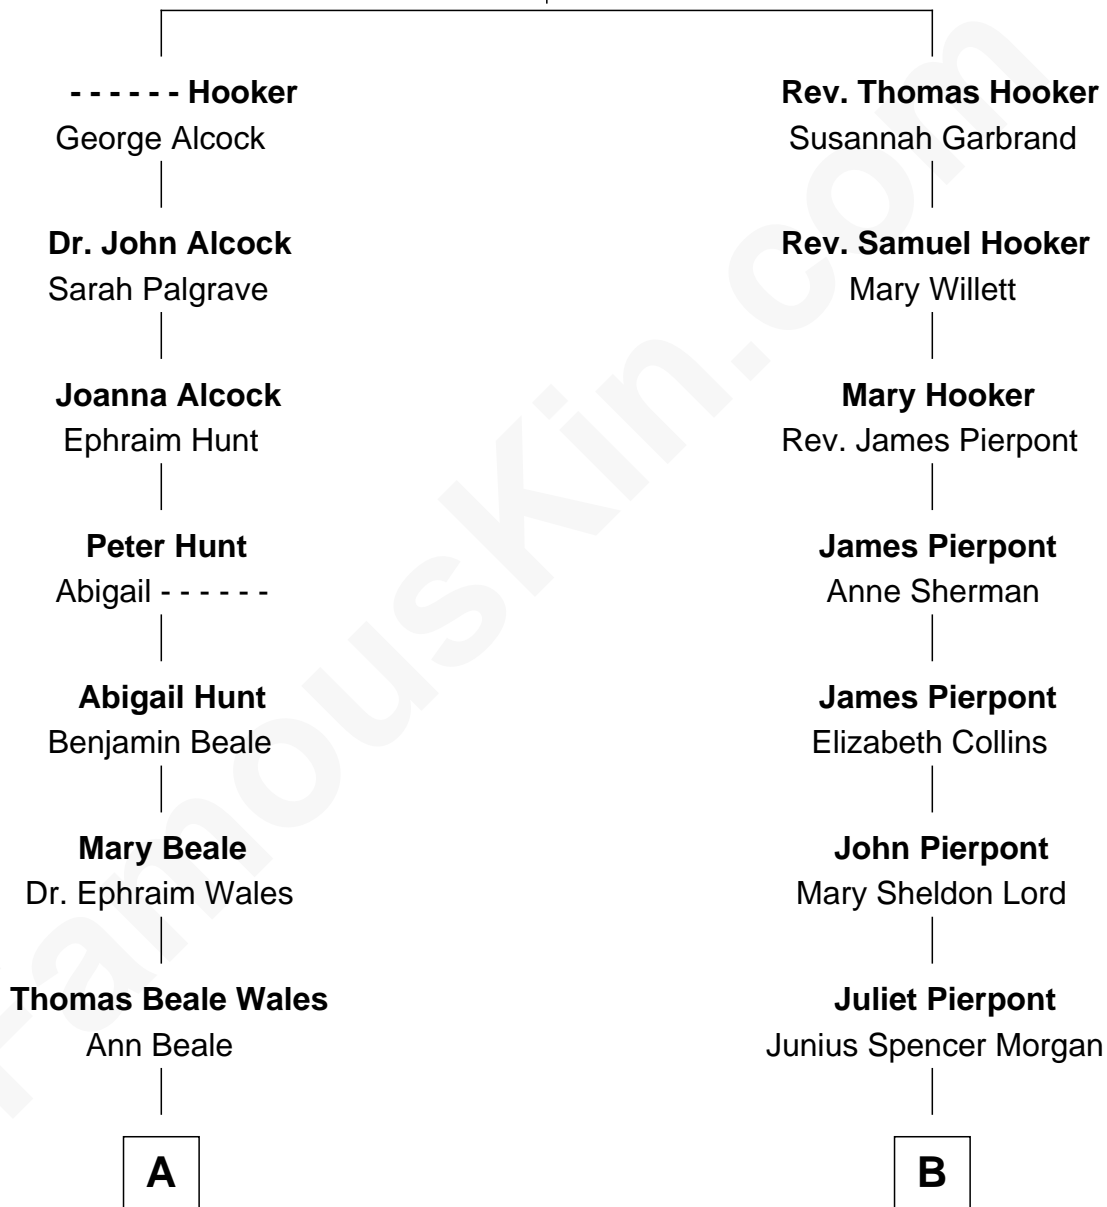 - - - - - - Hooker
George Alcock
Dr. John Alcock
Sarah Palgrave
Joanna Alcock
Ephraim Hunt
Peter Hunt
Abigail - - - - - -
Abigail Hunt
Benjamin Beale
Mary Beale
Dr. Ephraim Wales
Thomas Beale Wales
Ann Beale
A
Rev. Thomas Hooker
Susannah Garbrand
Rev. Samuel Hooker
Mary Willett
Mary Hooker
Rev. James Pierpont
James Pierpont
Anne Sherman
James Pierpont
Elizabeth Collins
John Pierpont
Mary Sheldon Lord
Juliet Pierpont
Junius Spencer Morgan
B
FamousKin.com